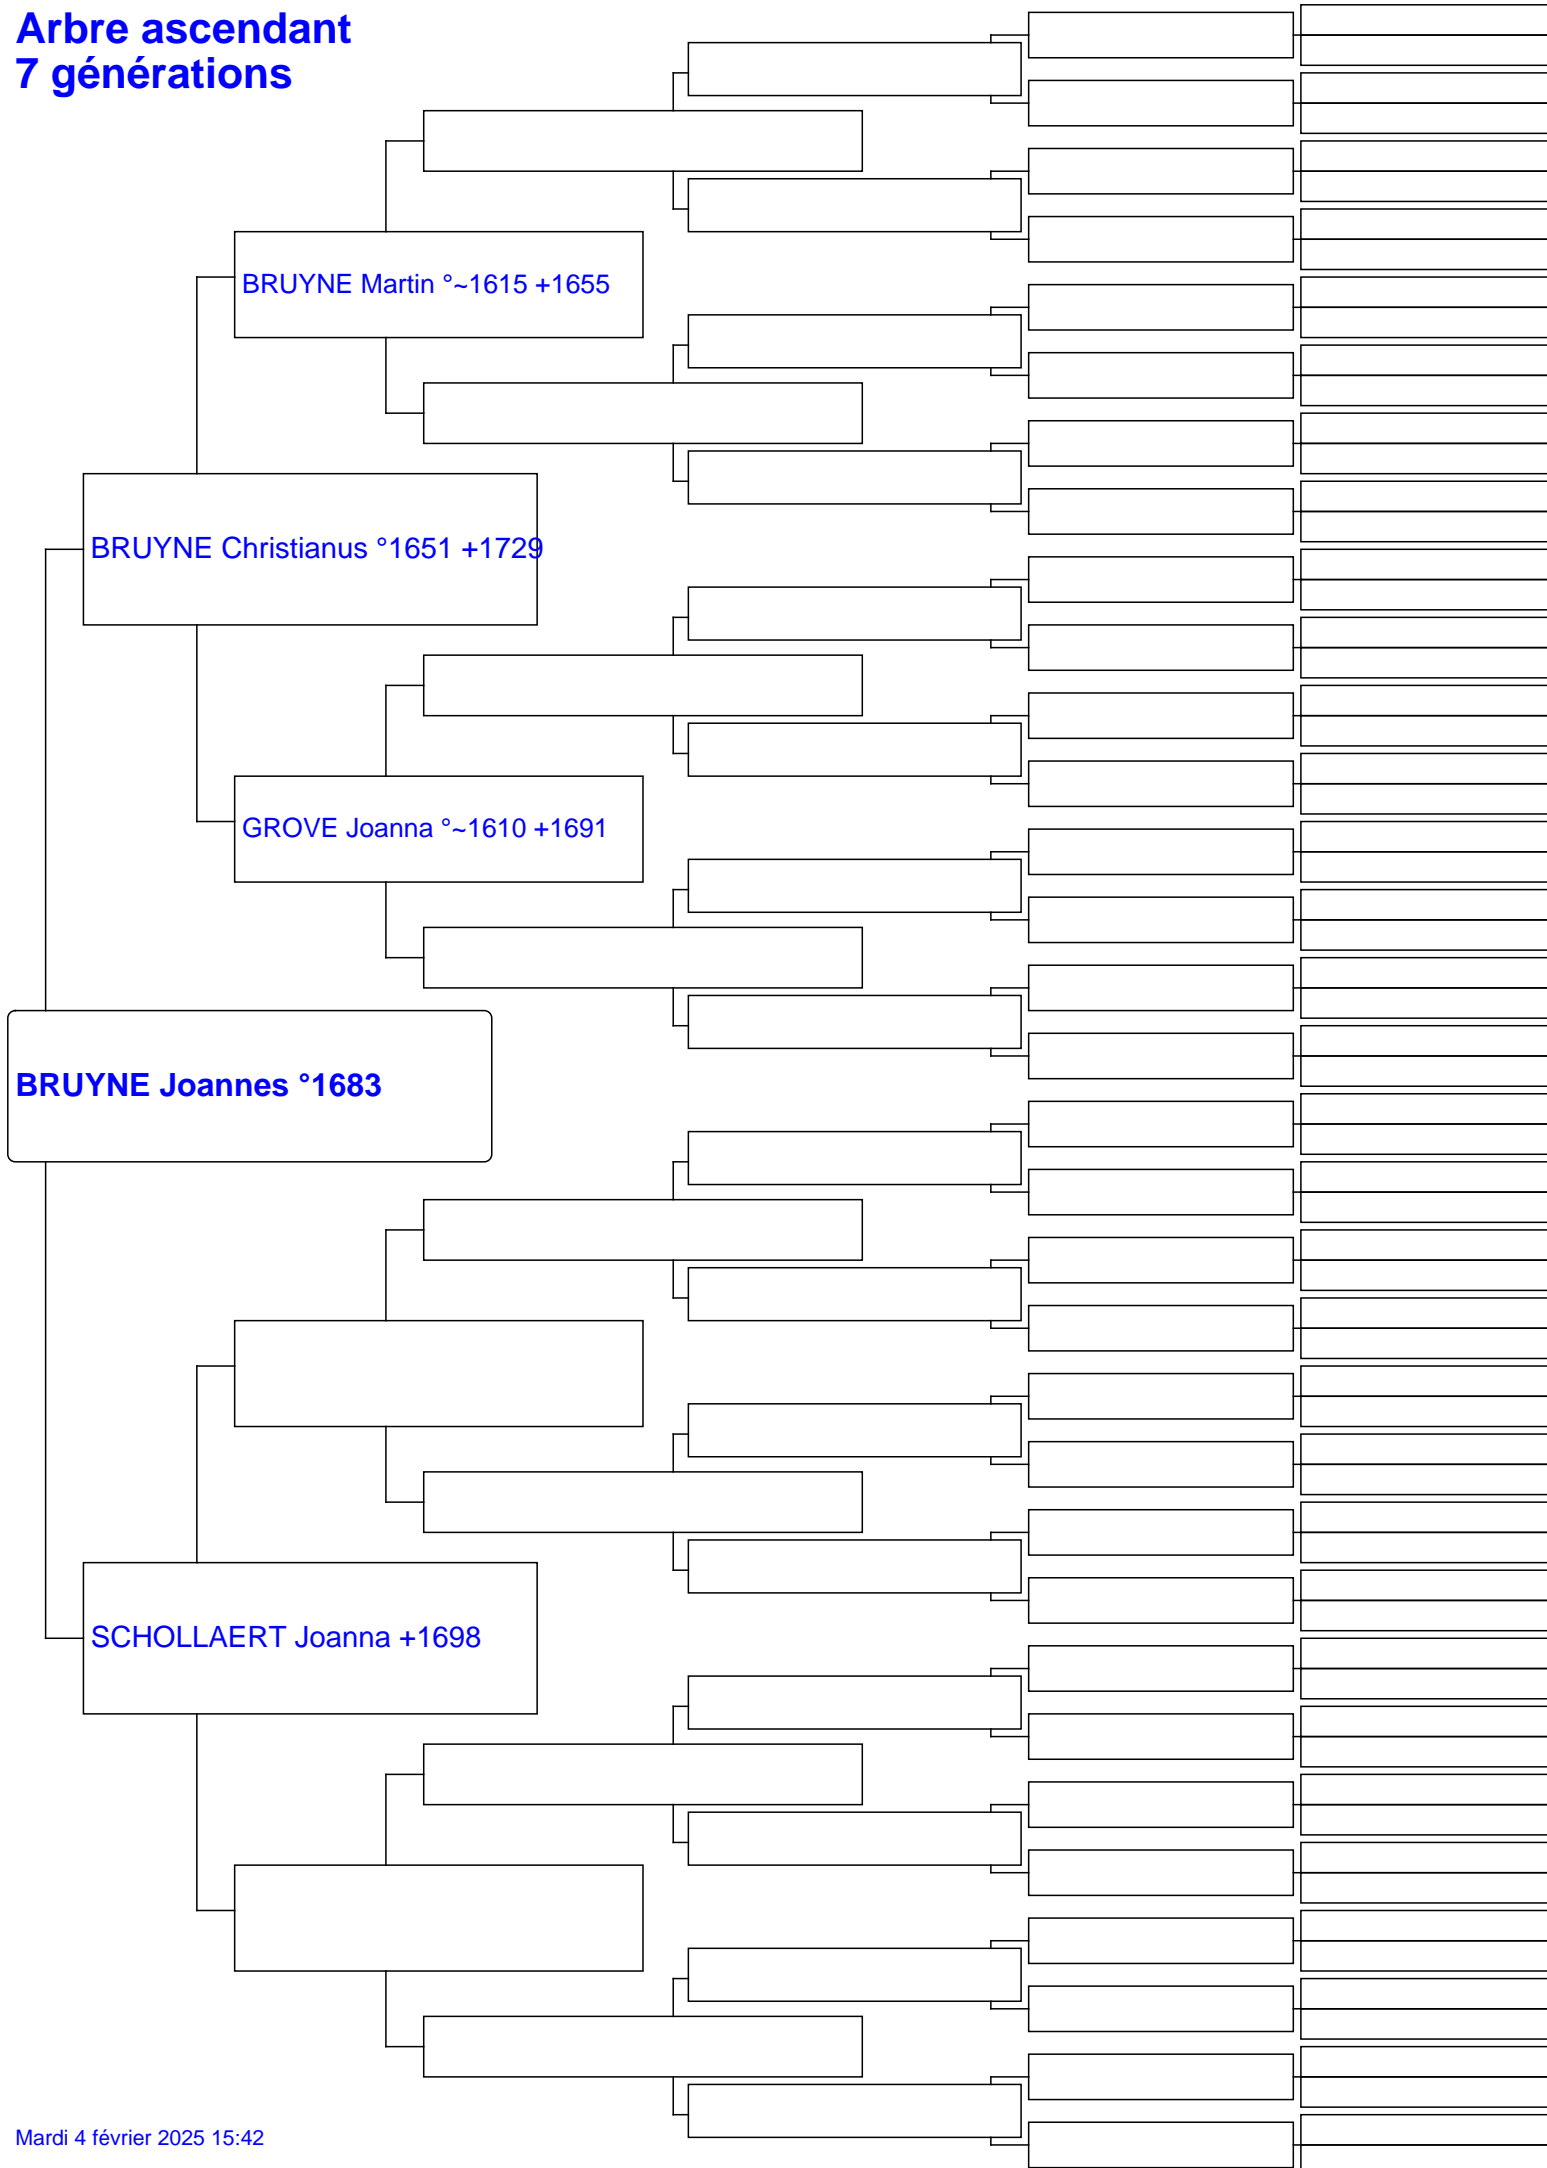 Arbre ascendant
7 générations
BRUYNE Martin °~1615 +1655
BRUYNE Christianus °1651 +1729
GROVE Joanna °~1610 +1691
BRUYNE Joannes °1683
SCHOLLAERT Joanna +1698
Mardi 4 février 2025 15:42